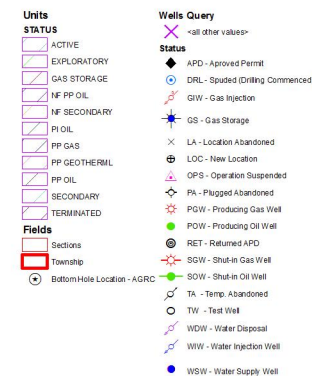 Units
STATUS
ACTIVE
EXPLORATORY
GAS STORAGE
NF PP OIL
NF SECONDARY
PI OIL
PP GAS
PP GEOTHERML
PP OIL
SECONDARY
TERMINATED
Fields
Sections
Township
Bottom Hole Location - AGRC
Wells Query
<all other values>
Status
APD - Aproved Permit
DRL - Spuded (Drilling Commenced
GIW - Gas Injection
GS - Gas Storage
LA - Location Abandoned
LOC - New Location
OPS - Operation Suspended
PA - Plugged Abandoned
PGW - Producing Gas Well
POW - Producing Oil Well
RET - Returned APD
SGW - Shut-in Gas Well
SOW - Shut-in Oil Well
TA - Temp. Abandoned
TW - Test Well
WDW - Water Disposal
WIW - Water Injection Well
WSW - Water Supply Well